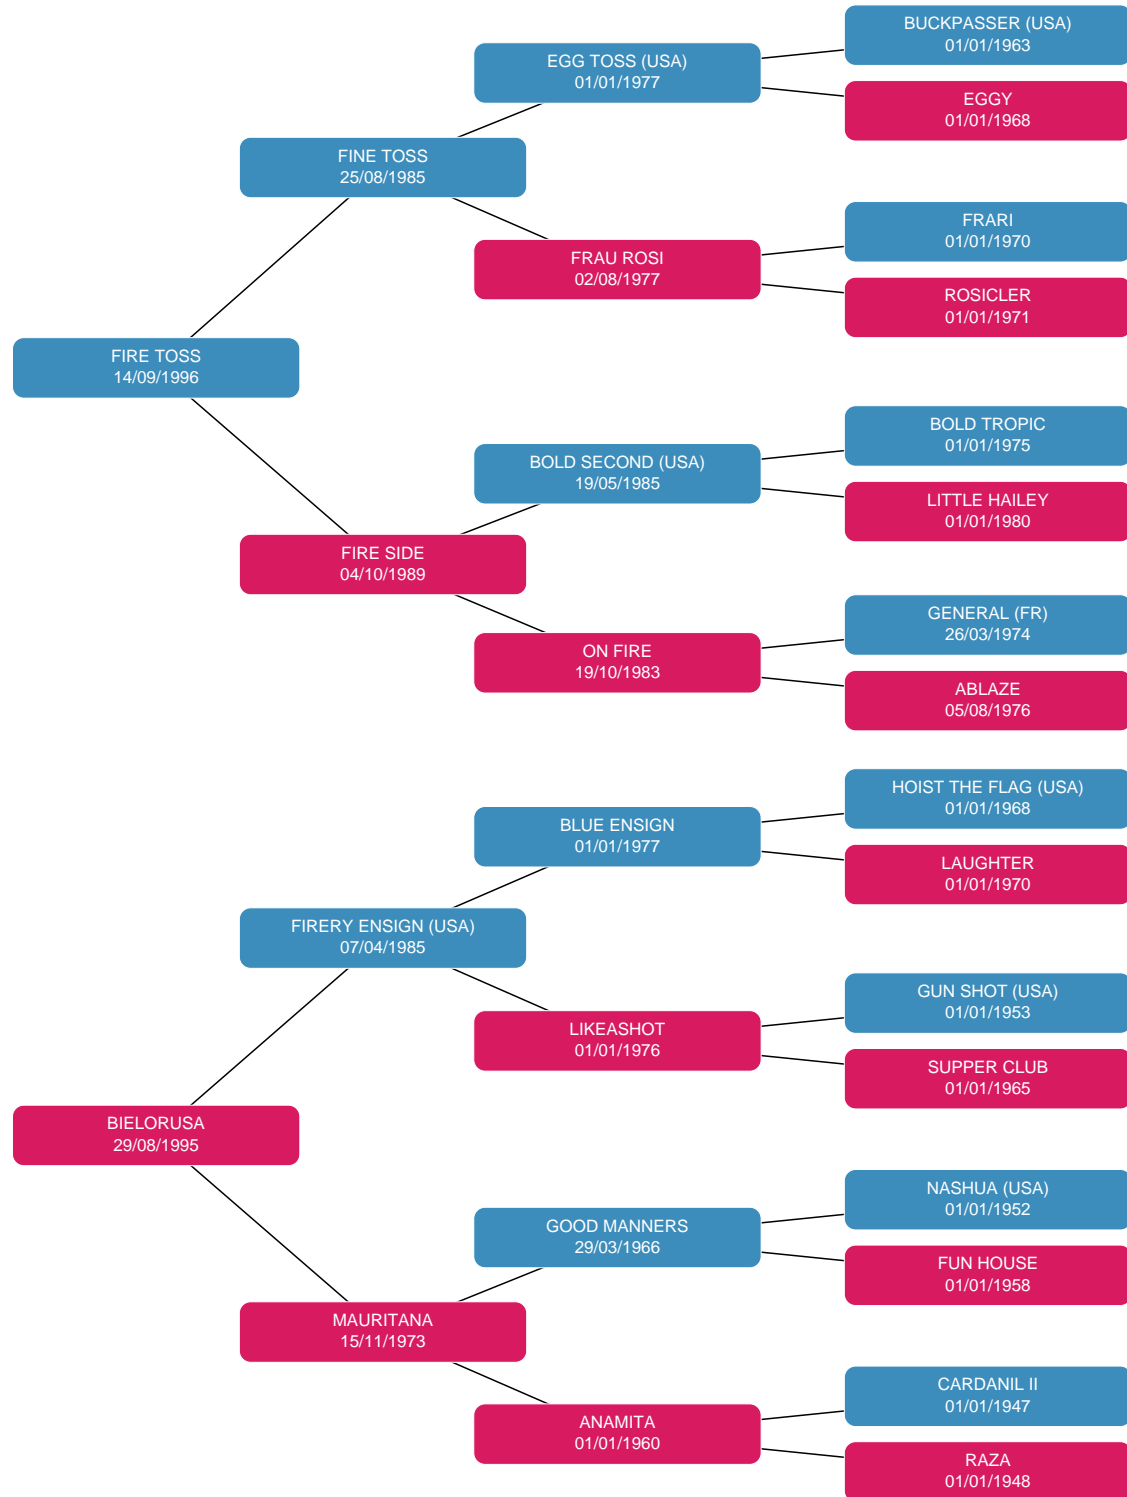 BUCKPASSER (USA)
01/01/1963
EGG TOSS (USA)
01/01/1977
EGGY
01/01/1968
FINE TOSS
25/08/1985
FRARI
01/01/1970
FRAU ROSI
02/08/1977
ROSICLER
01/01/1971
FIRE TOSS
14/09/1996
BOLD TROPIC
01/01/1975
BOLD SECOND (USA)
19/05/1985
LITTLE HAILEY
01/01/1980
FIRE SIDE
04/10/1989
GENERAL (FR)
26/03/1974
ON FIRE
19/10/1983
ABLAZE
05/08/1976
HOIST THE FLAG (USA)
01/01/1968
BLUE ENSIGN
01/01/1977
LAUGHTER
01/01/1970
FIRERY ENSIGN (USA)
07/04/1985
GUN SHOT (USA)
01/01/1953
LIKEASHOT
01/01/1976
SUPPER CLUB
01/01/1965
BIELORUSA
29/08/1995
NASHUA (USA)
01/01/1952
GOOD MANNERS
29/03/1966
FUN HOUSE
01/01/1958
MAURITANA
15/11/1973
CARDANIL II
01/01/1947
ANAMITA
01/01/1960
RAZA
01/01/1948